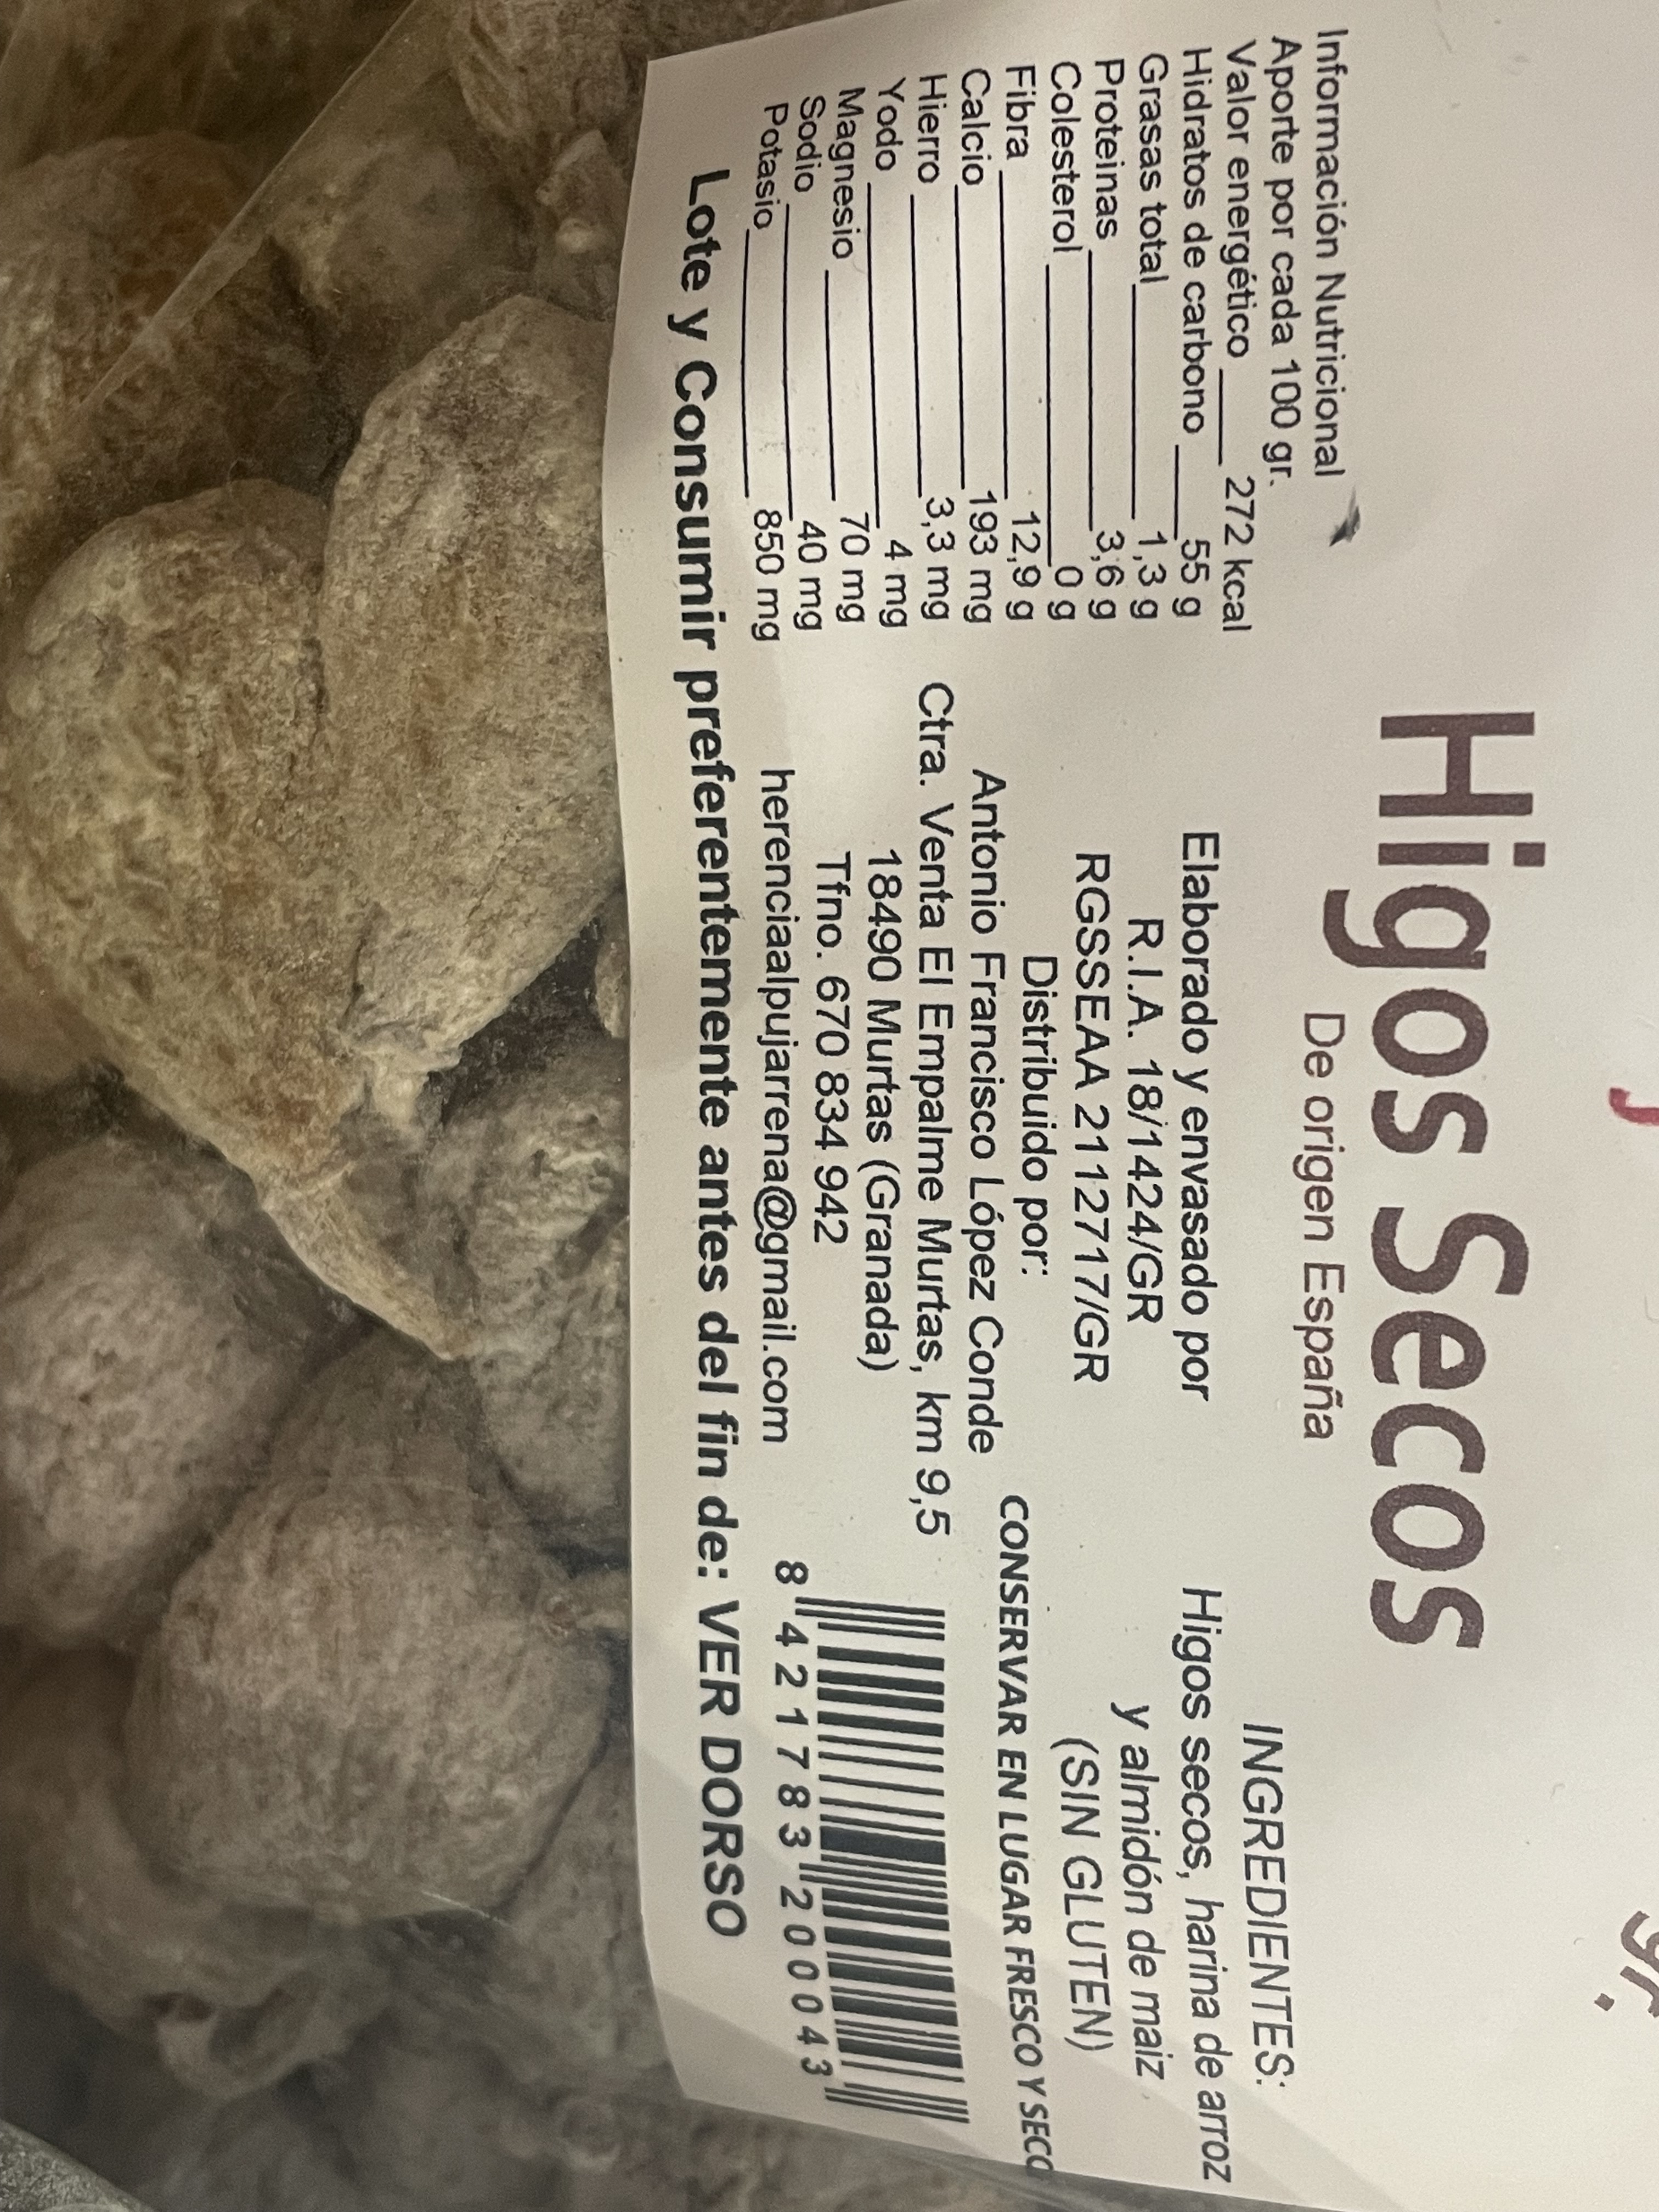 Higos Secos
De origen España
Información Nutricional
Aporte por cada 100 gr.
Valor energético 272 kcal
Hidratos de carbono 55 g
Grasas total 1,3 g
Proteinas 3,6 g
Colesterol 0 g
Fibra 12,9 g
Calcio 193 mg
Hierro 3,3 mg
Yodo 4 mg
Magnesio 70 mg
Sodio 40 mg
Potasio 850 mg
Elaborado y envasado por
R.I.A. 18/1424/GR
RGSSEAA 2112717/GR
Distribuido por:
Antonio Francisco López Conde
Ctra. Venta El Empalme Murtas, km 9,5
18490 Murtas (Granada)
Tfno. 670 834 942
herenciaalpujarrena@gmail.com
INGREDIENTES:
Higos secos, harina de arroz
y almidón de maiz
(SIN GLUTEN)
CONSERVAR EN LUGAR FRESCO Y SECO
8 421783 200043
Lote y Consumir preferentemente antes del fin de: VER DORSO
gr.